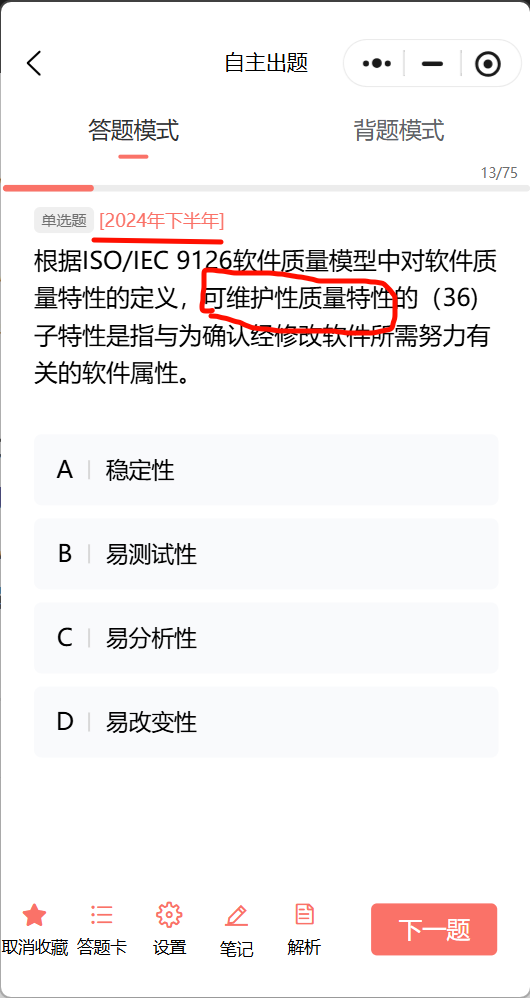 自主出题
答题模式 背题模式
13/75
单选题 [2024年下半年]
根据ISO/IEC 9126软件质量模型中对软件质
量特性的定义，可维护性质量特性的（36)
子特性是指与为确认经修改软件所需努力有
关的软件属性。
A 稳定性
B 易测试性
C 易分析性
D 易改变性
取消收藏 答题卡 设置 笔记 解析 下一题